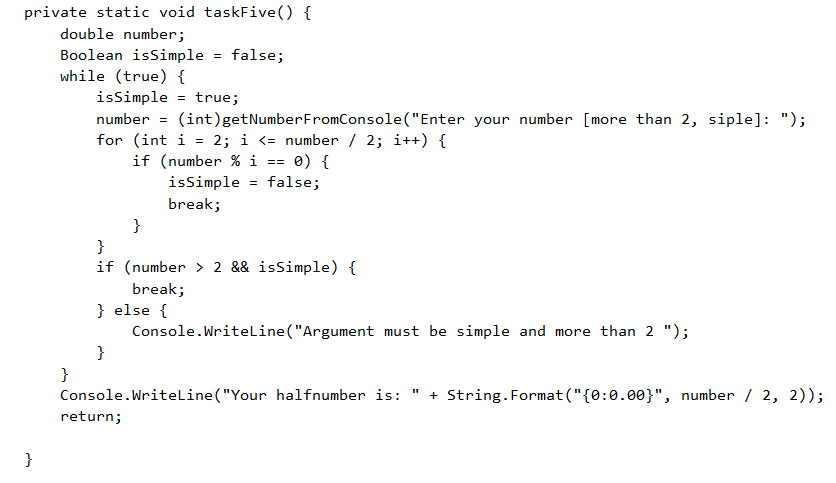 private static void taskFive() {
    double number;
    Boolean isSimple = false;
    while (true) {
        isSimple = true;
        number = (int)getNumberFromConsole("Enter your number [more than 2, siple]: ");
        for (int i = 2; i <= number / 2; i++) {
            if (number % i == 0) {
                isSimple = false;
                break;
            }
        }
        if (number > 2 && isSimple) {
            break;
        } else {
            Console.WriteLine("Argument must be simple and more than 2 ");
        }
    }
    Console.WriteLine("Your halfnumber is: " + String.Format("{0:0.00}", number / 2, 2));
    return;

}